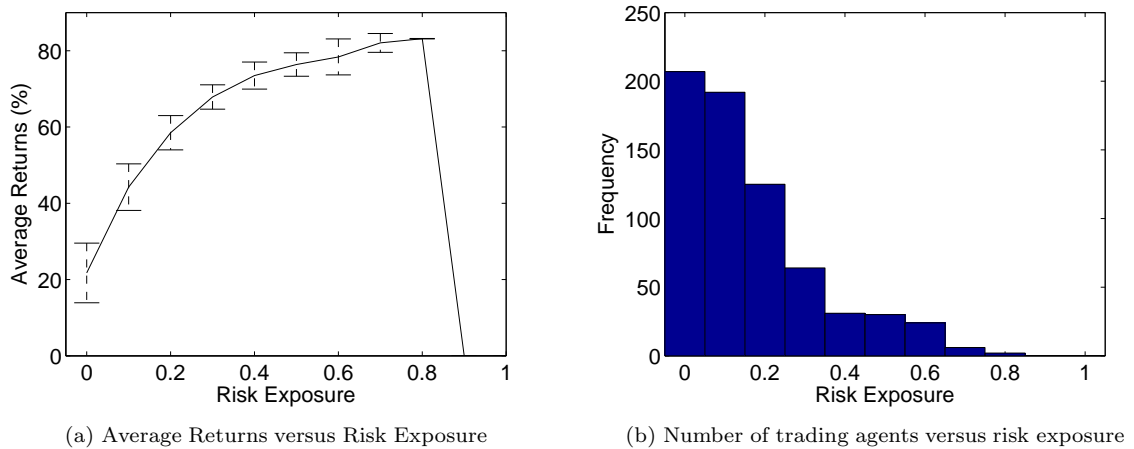 80
60
40
20
0
0 0.2 0.4 0.6 0.8 1
Average Returns (%)
Risk Exposure
(a) Average Returns versus Risk Exposure
250
200
150
100
50
0
0 0.2 0.4 0.6 0.8 1
Frequency
Risk Exposure
(b) Number of trading agents versus risk exposure